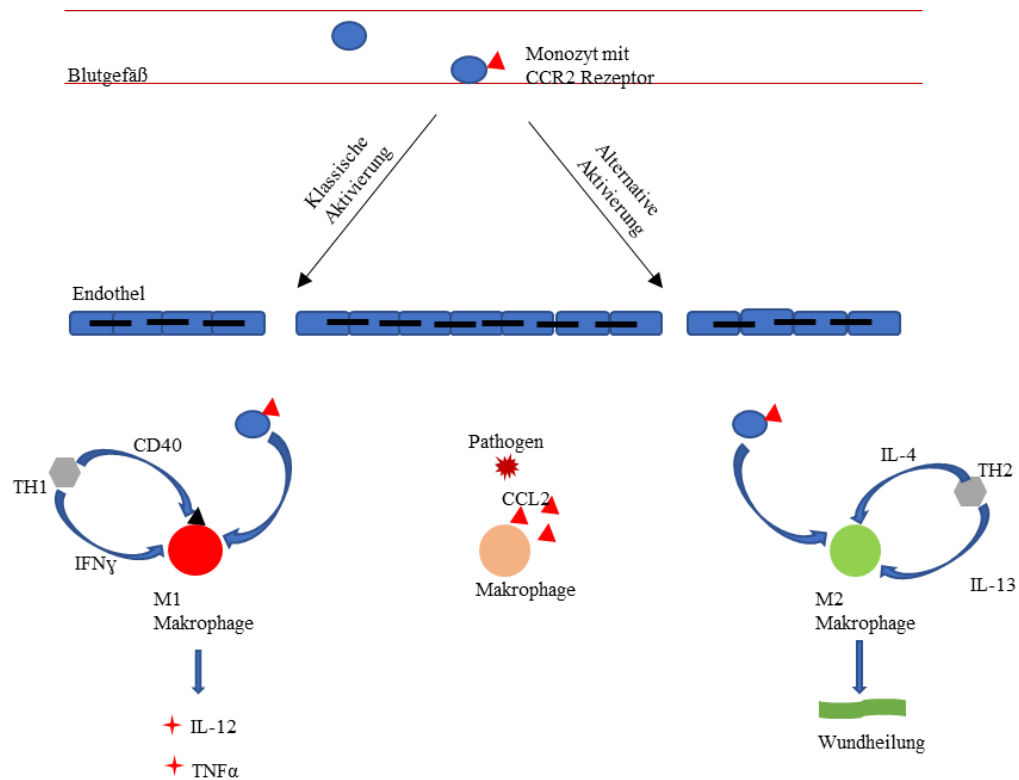 Monozyt mit
CCR2 Rezeptor
Blutgefäß
Klassische
Aktivierung
Alternative
Aktivierung
Endothel
CD40
TH1
IFNɣ
M1
Makrophage
IL-12
TNFα
Pathogen
CCL2
Makrophage
IL-4
TH2
IL-13
M2
Makrophage
Wundheilung